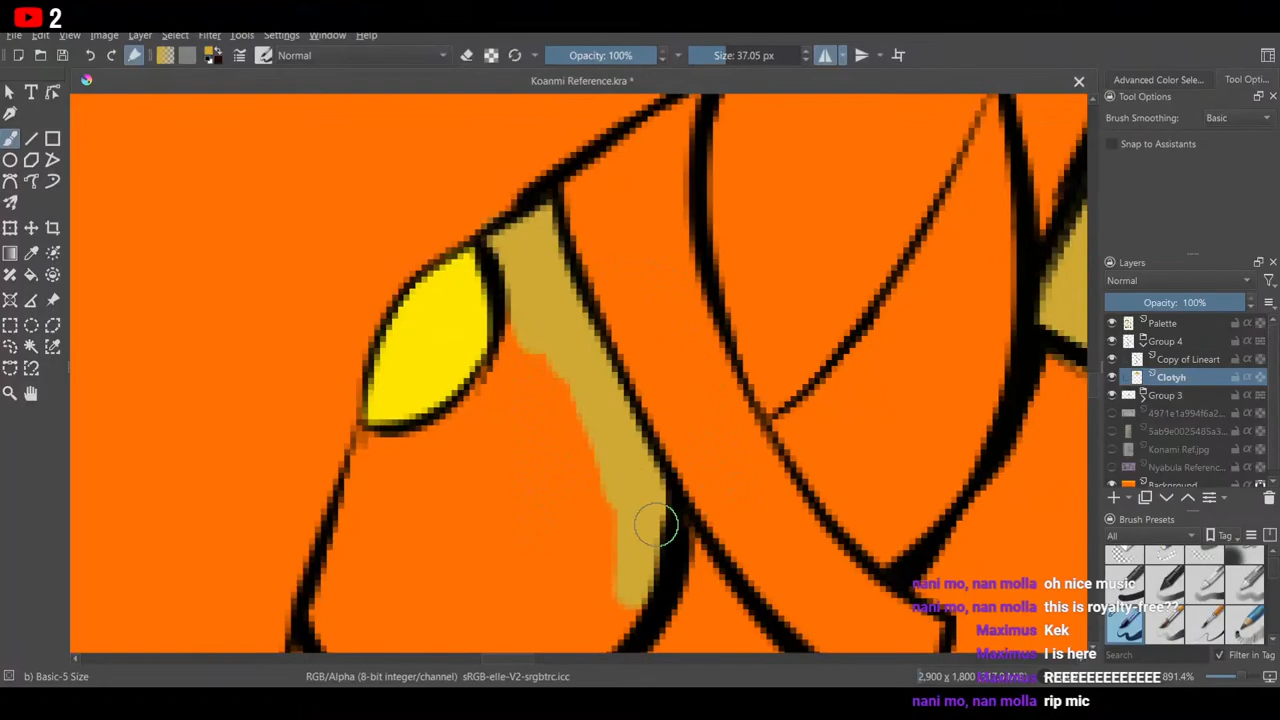 2
File Edit View Image Layer Select Filter Tools Settings Window Help
Normal
Opacity: 100%
Size: 37.05 px
Koanmi Reference.kra *
Advanced Color Sele...
Tool Opti...
Tool Options
Brush Smoothing: Basic
Snap to Assistants
Layers
Normal
Opacity: 100%
Palette
Group 4
Copy of Lineart
Clotyh
Group 3
4971e1a994f6a2...
5ab9e0025485a3...
Konami Ref.jpg
Nyabula Referenc...
Background
Brush Presets
All
Tag
nani mo, nan molla oh nice music
nani mo, nan molla this is royalty-free??
Maximus Kek
Maximus I is here
Maximus REEEEEEEEEEEEE
nani mo, nan molla rip mic
Search
Filter in Tag
b) Basic-5 Size
RGB/Alpha (8-bit integer/channel) sRGB-elle-V2-srgbtrc.icc
2,900 x 1,800
891.4%